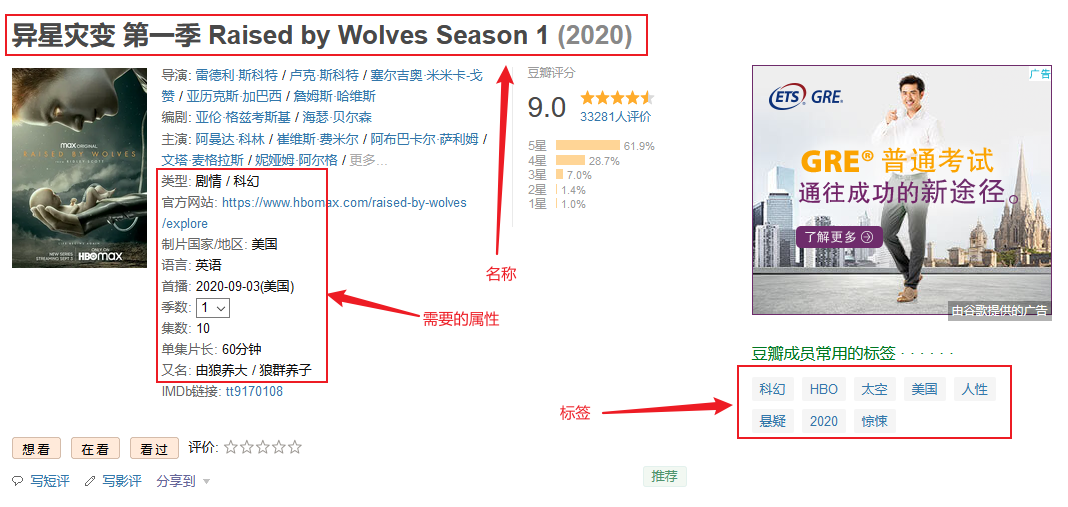 异星灾变 第一季 Raised by Wolves Season 1 (2020)
max ORIGINAL
RAISED BY WOLVES
NEW SERIES
STREAMING SEPT 3
ONLY ON
HBOmax
导演: 雷德利·斯科特 / 卢克·斯科特 / 塞尔吉奥·米米卡-戈
赞 / 亚历克斯·加巴西 / 詹姆斯·哈维斯
编剧: 亚伦·格兹考斯基 / 海瑟·贝尔森
主演: 阿曼达·科林 / 崔维斯·费米尔 / 阿布巴卡尔·萨利姆 /
文塔·麦格拉斯 / 妮娅姆·阿尔格 / 更多...
类型: 剧情 / 科幻
官方网站: https://www.hbomax.com/raised-by-wolves
/explore
制片国家/地区: 美国
语言: 英语
首播: 2020-09-03(美国)
季数: 1
集数: 10
单集片长: 60分钟
又名: 由狼养大 / 狼群养子
IMDb链接: tt9170108
豆瓣评分
9.0
33281人评价
5星 61.9%
4星 28.7%
3星 7.0%
2星 1.4%
1星 1.0%
名称
需要的属性
标签
广告
ETS GRE®
GRE® 普通考试
通往成功的新途径。
了解更多
由谷歌提供的广告
豆瓣成员常用的标签 · · · · · ·
科幻 HBO 太空 美国 人性
悬疑 2020 惊悚
想看 在看 看过 评价:
写短评 写影评 分享到
推荐